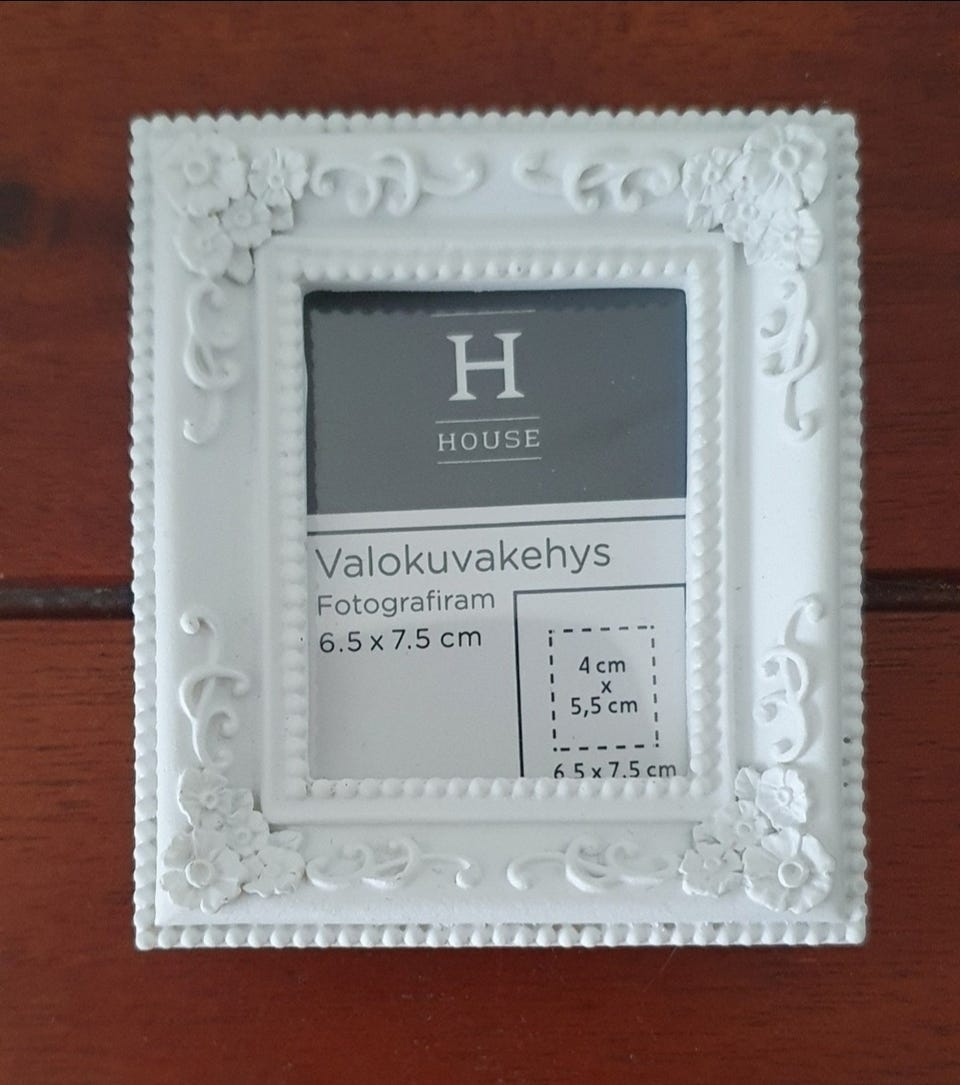 H
HOUSE
Valokuvakehys
Fotografiram
6.5 x 7.5 cm
4 cm
x
5,5 cm
6.5 x 7.5 cm